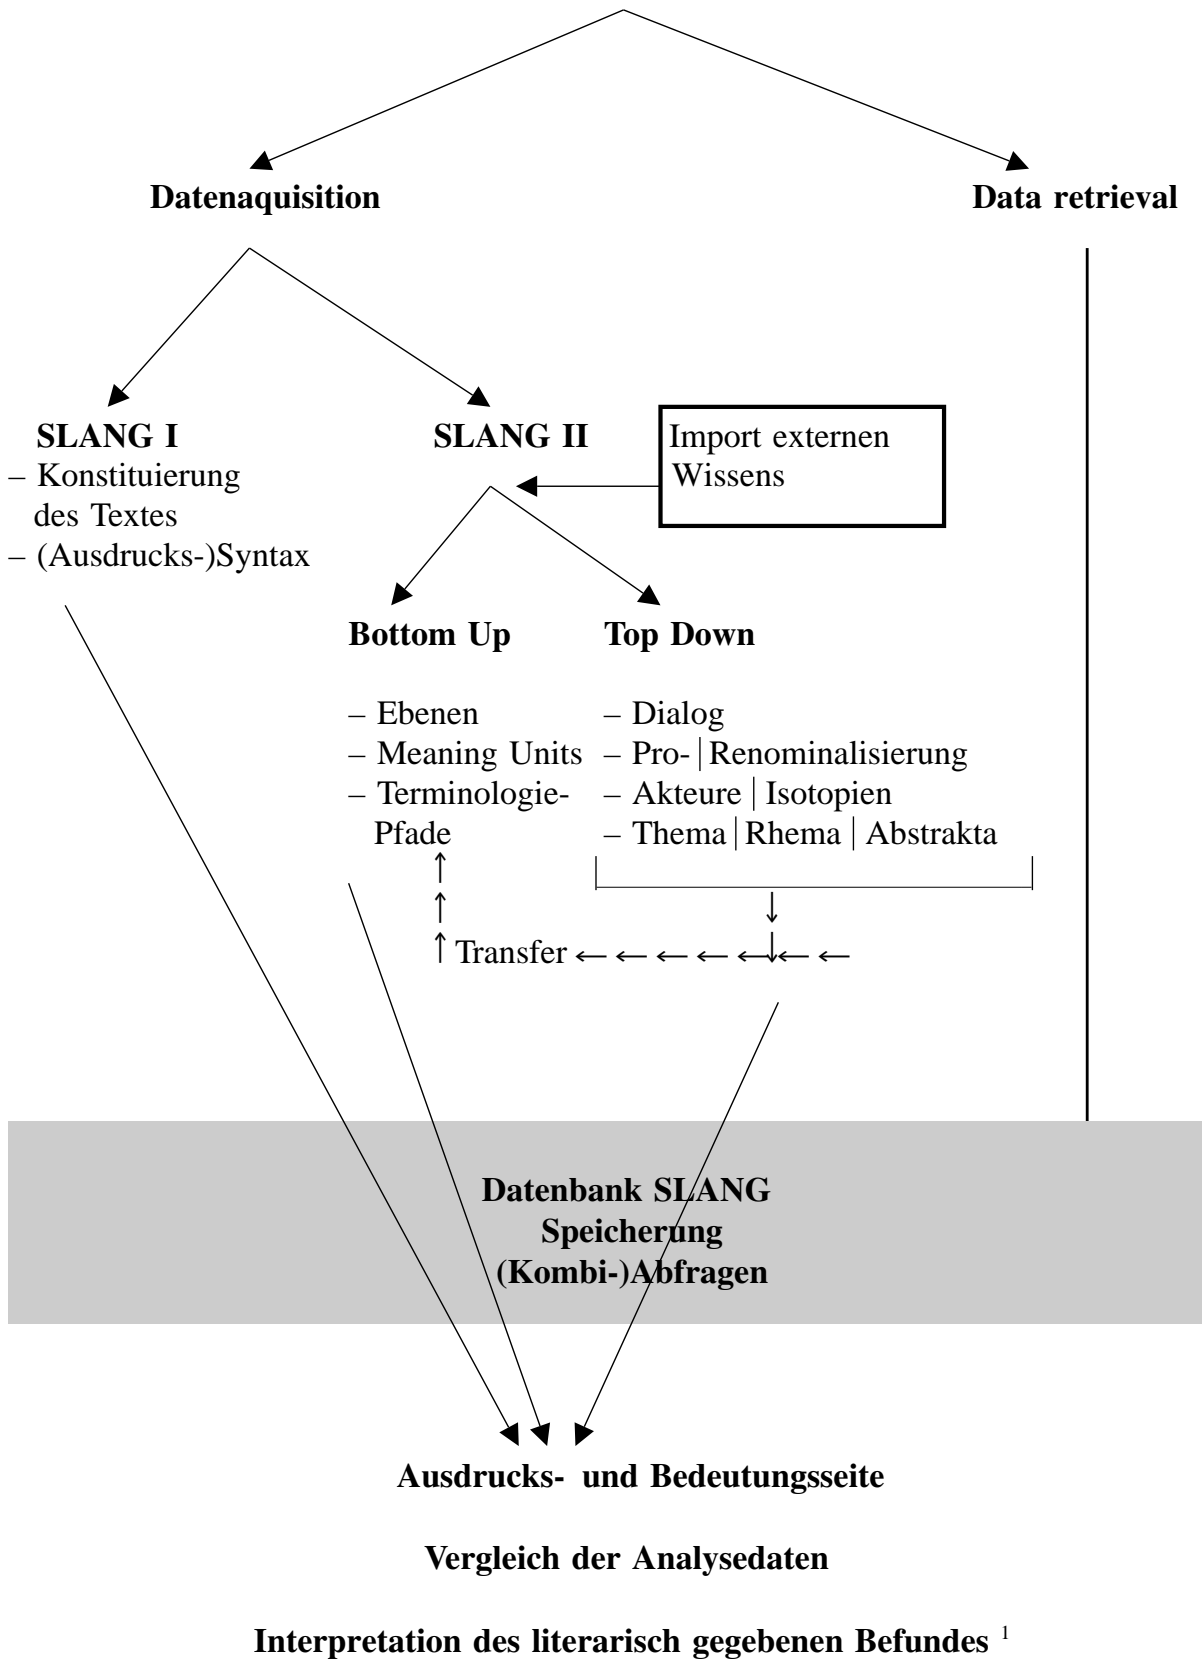 Datenaquisition
Data retrieval
SLANG I
– Konstituierung
des Textes
– (Ausdrucks-)Syntax
SLANG II
Import externen
Wissens
Bottom Up
– Ebenen
– Meaning Units
– Terminologie-
Pfade
Top Down
– Dialog
– Pro-|Renominalisierung
– Akteure | Isotopien
– Thema | Rhema | Abstrakta
Transfer
Datenbank SLANG
Speicherung
(Kombi-)Abfragen
Ausdrucks- und Bedeutungsseite
Vergleich der Analysedaten
Interpretation des literarisch gegebenen Befundes 1